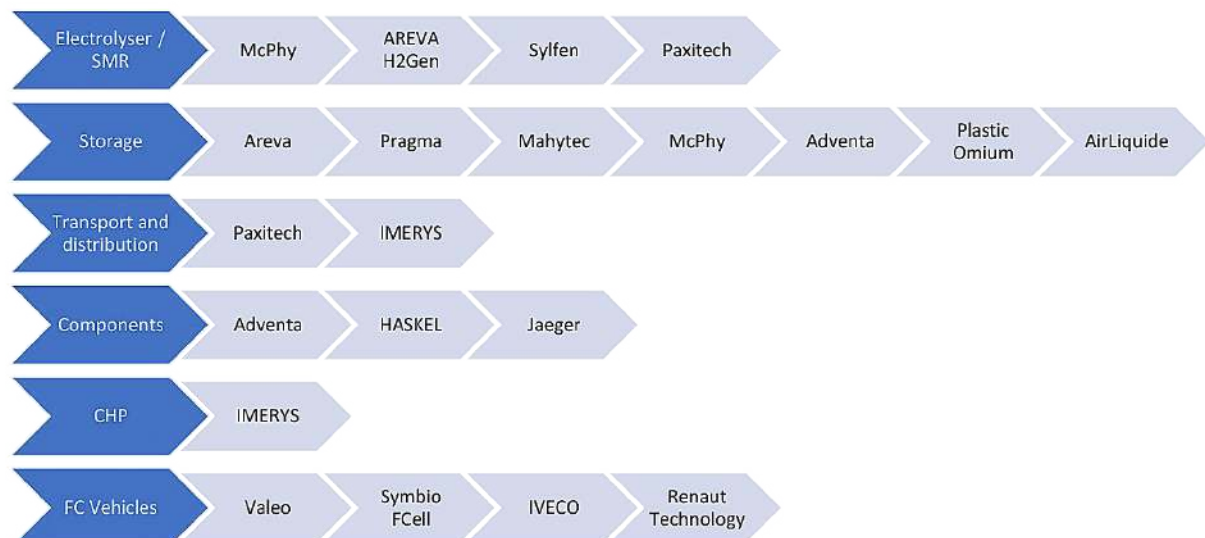 Electrolyser /
SMR
McPhy
AREVA
H2Gen
Sylfen
Paxitech
Storage
Areva
Pragma
Mahytec
McPhy
Adventa
Plastic
Omium
AirLiquide
Transport and
distribution
Paxitech
IMERYS
Components
Adventa
HASKEL
Jaeger
CHP
IMERYS
FC Vehicles
Valeo
Symbio
FCell
IVECO
Renaut
Technology